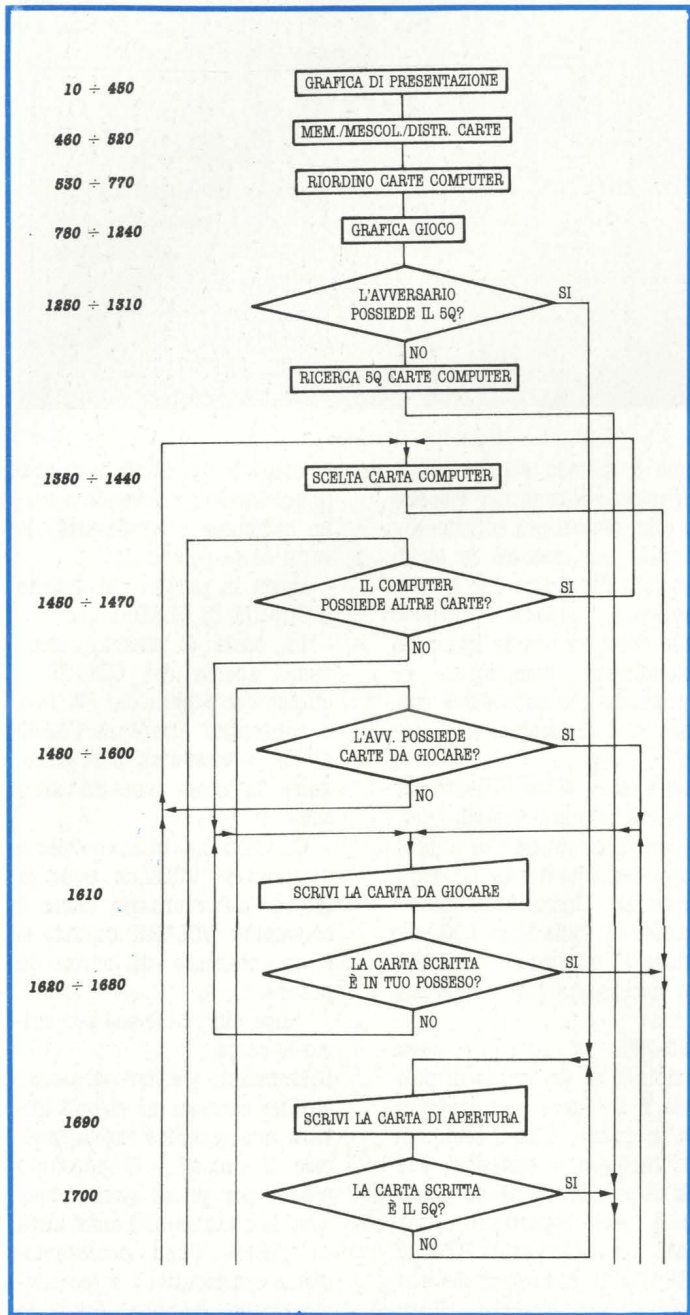 10 ÷ 450
GRAFICA DI PRESENTAZIONE
460 ÷ 520
MEM./MESCOL./DISTR. CARTE
530 ÷ 770
RIORDINO CARTE COMPUTER
780 ÷ 1240
GRAFICA GIOCO
1250 ÷ 1310
L'AVVERSARIO
POSSIEDE IL 5Q?
SI
NO
RICERCA 5Q CARTE COMPUTER
1350 ÷ 1440
SCELTA CARTA COMPUTER
1450 ÷ 1470
IL COMPUTER
POSSIEDE ALTRE CARTE?
SI
NO
1480 ÷ 1600
L'AVV. POSSIEDE
CARTE DA GIOCARE?
SI
NO
1610
SCRIVI LA CARTA DA GIOCARE
1620 ÷ 1680
LA CARTA SCRITTA
È IN TUO POSSESO?
SI
NO
1690
SCRIVI LA CARTA DI APERTURA
1700
LA CARTA SCRITTA
È IL 5Q?
SI
NO